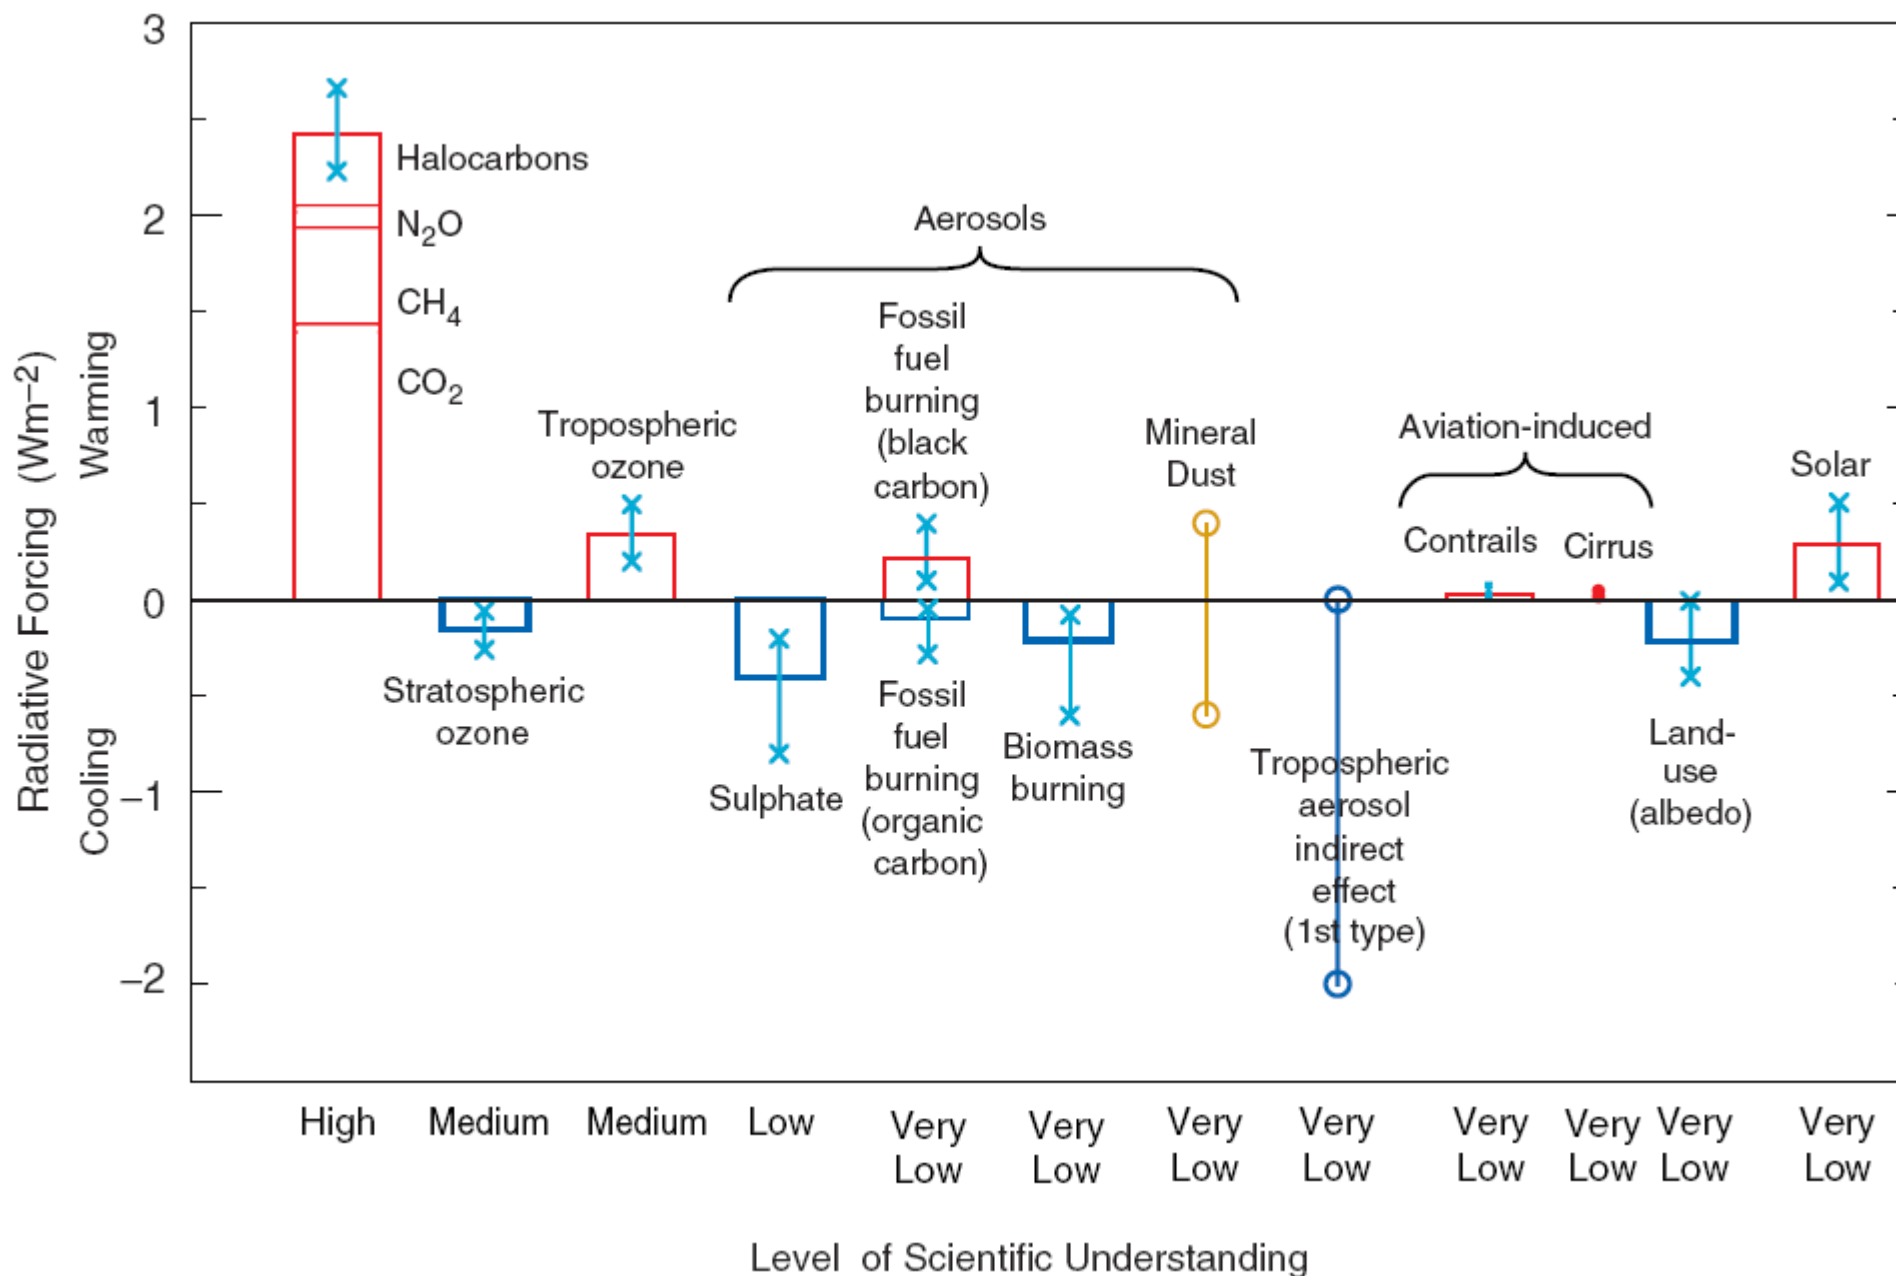 Radiative Forcing (Wm–2)
Warming
Cooling
3
2
1
0
–1
–2
Halocarbons
N2O
CH4
CO2
Stratospheric
ozone
Tropospheric
ozone
Aerosols
Sulphate
Fossil
fuel
burning
(black
carbon)
Fossil
fuel
burning
(organic
carbon)
Biomass
burning
Mineral
Dust
Tropospheric
aerosol
indirect
effect
(1st type)
Aviation-induced
Contrails
Cirrus
Land-
use
(albedo)
Solar
High
Medium
Medium
Low
Very
Low
Very
Low
Very
Low
Very
Low
Very
Low
Very
Low
Very
Low
Very
Low
Level of Scientific Understanding